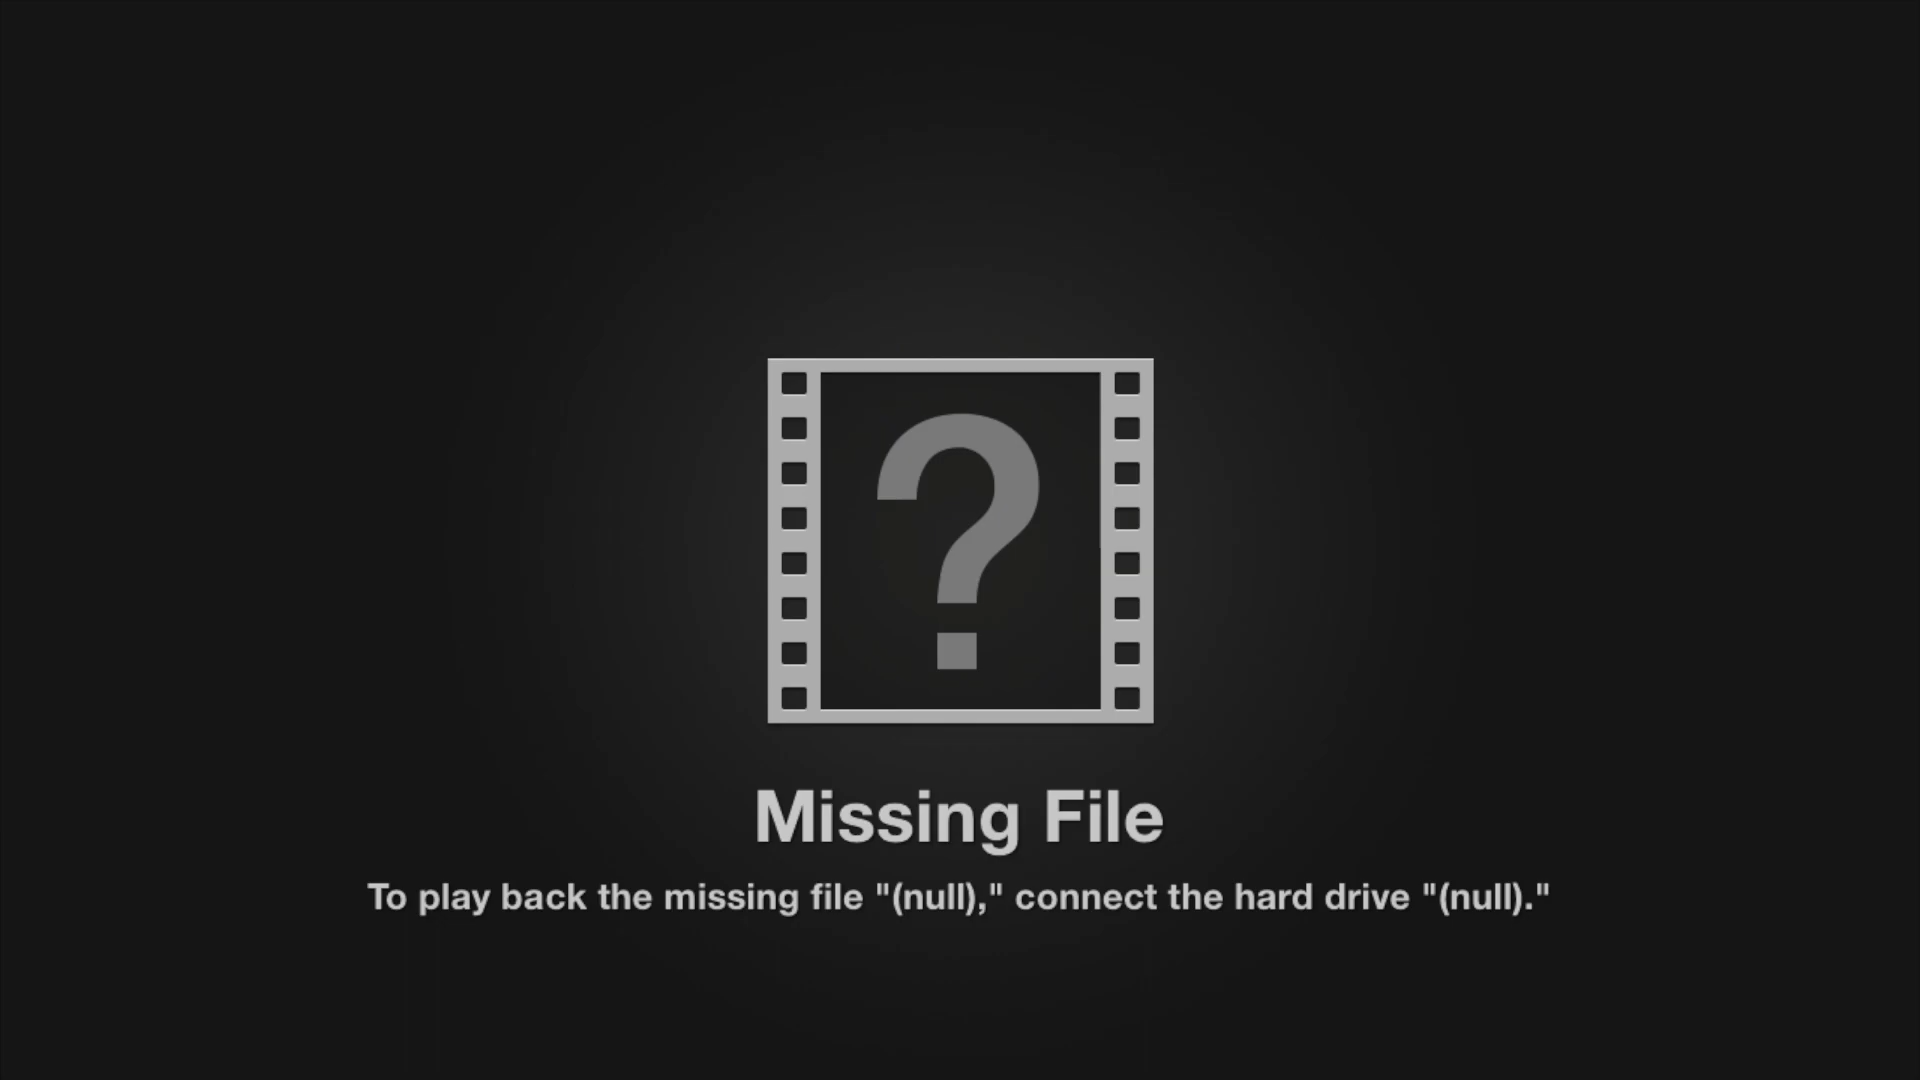 ?
Missing File
To play back the missing file "(null)," connect the hard drive "(null)."